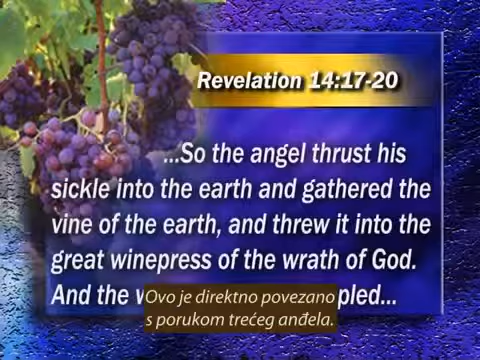 Revelation 14:17-20
...So the angel thrust his
sickle into the earth and gathered the
vine of the earth, and threw it into the
great winepress of the wrath of God.
And the
Ovo je direktno povezano
s porukom trećeg anđela.